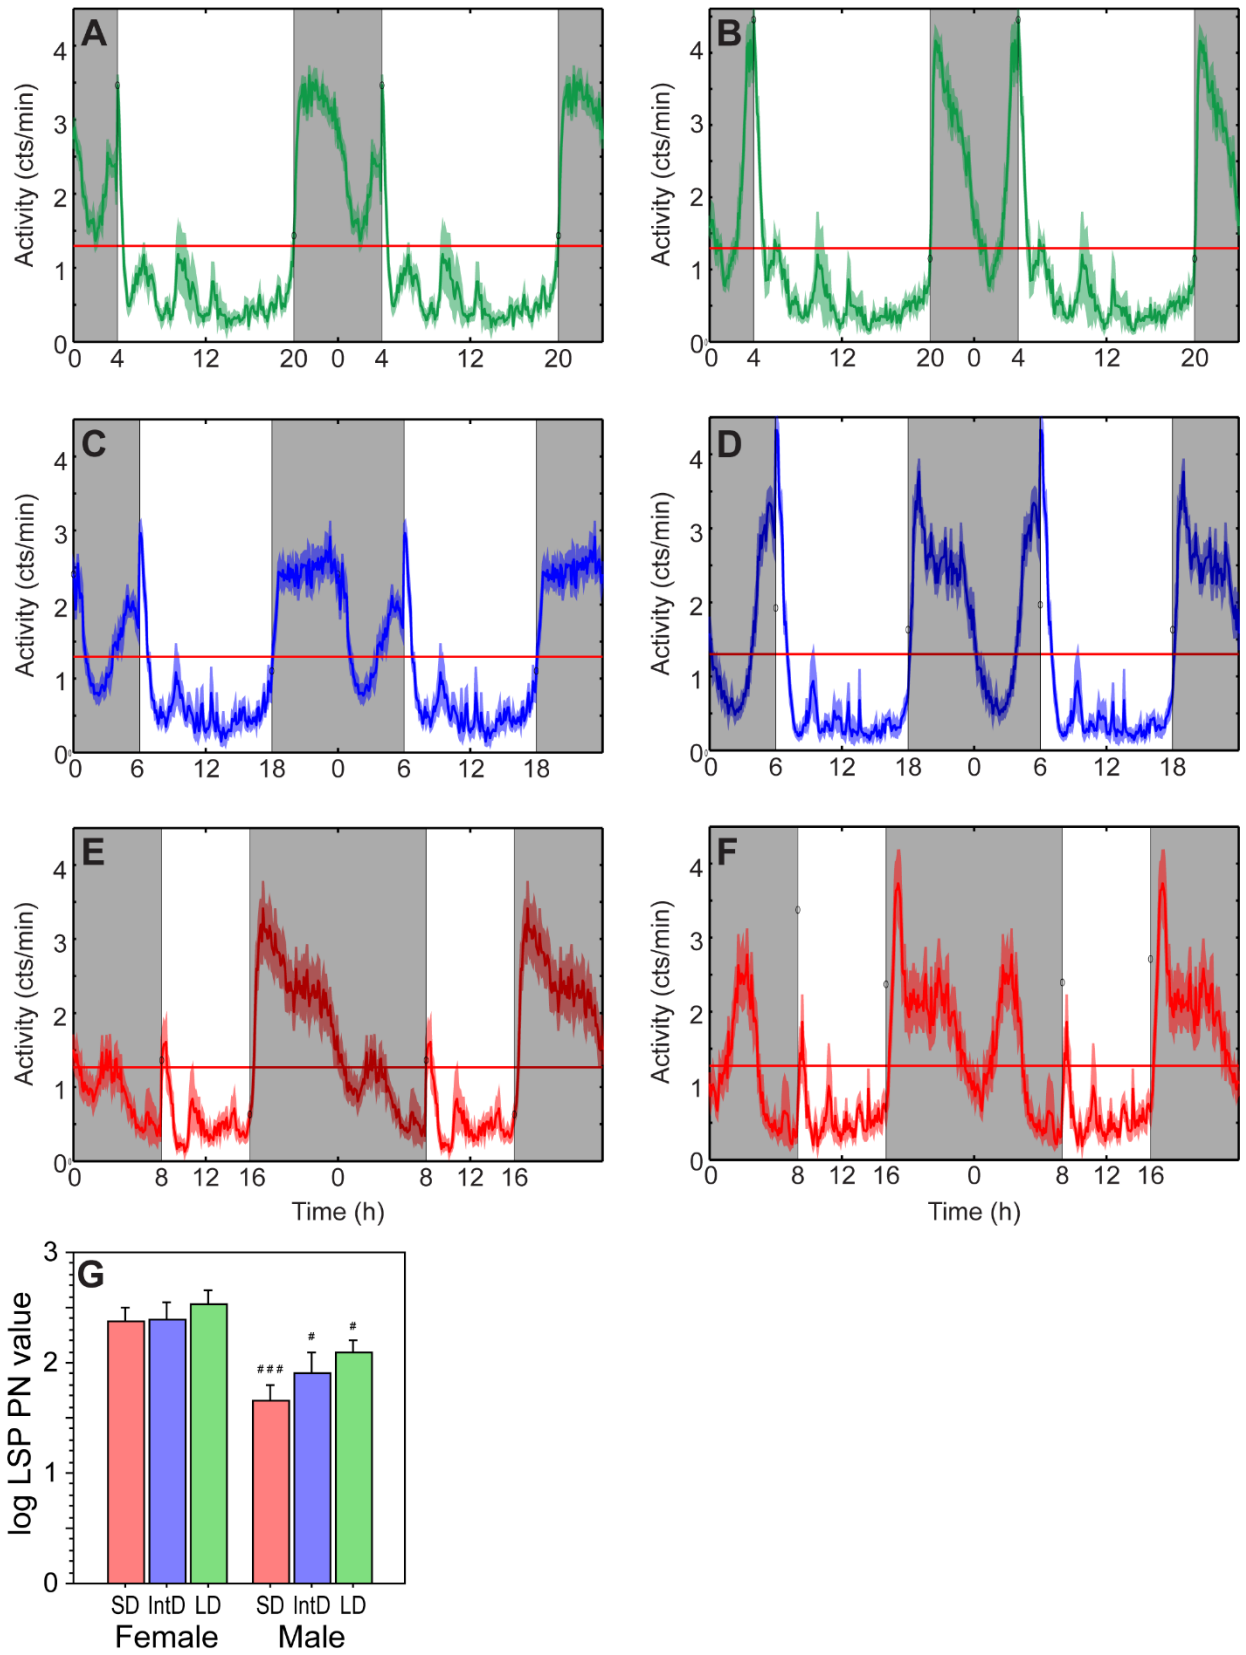 A
Activity (cts/min)
4
3
2
1
0
0 4 12 20 0 4 12 20
B
Activity (cts/min)
4
3
2
1
0
0 4 12 20 0 4 12 20
C
Activity (cts/min)
4
3
2
1
0
0 6 12 18 0 6 12 18
D
Activity (cts/min)
4
3
2
1
0
0 6 12 18 0 6 12 18
E
Activity (cts/min)
4
3
2
1
0
0 8 12 16 0 8 12 16
Time (h)
F
Activity (cts/min)
4
3
2
1
0
0 8 12 16 0 8 12 16
Time (h)
G
log LSP PN value
3
2
1
0
###
#
#
SD IntD LD SD IntD LD
Female Male